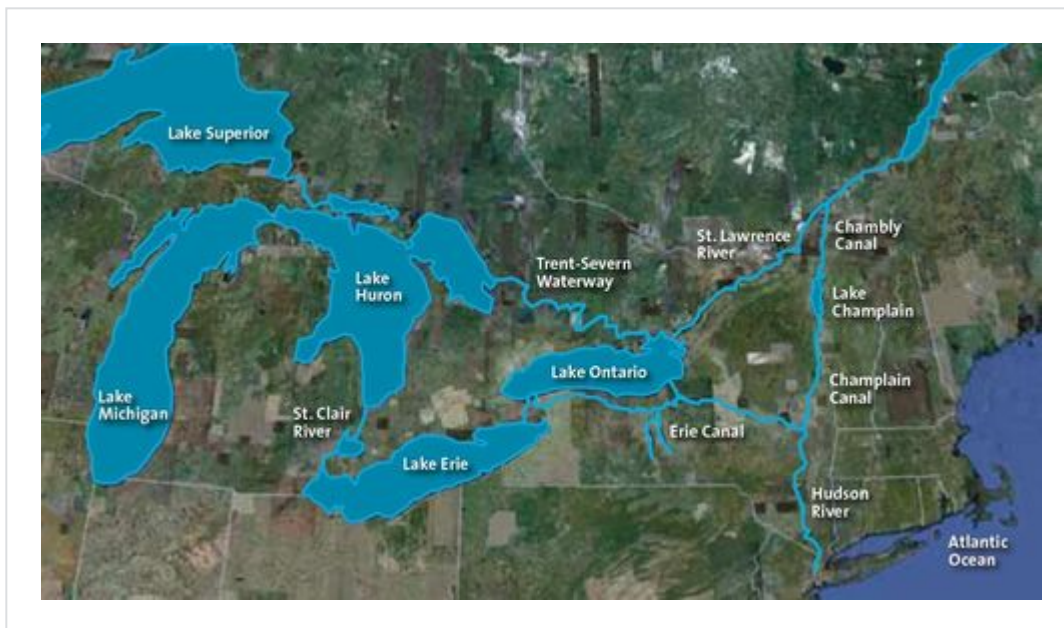 Lake Superior
Lake
Huron
Trent-Severn
Waterway
St. Lawrence
River
Chambly
Canal
Lake
Champlain
Lake
Michigan
St. Clair
River
Lake Ontario
Champlain
Canal
Lake Erie
Erie Canal
Hudson
River
Atlantic
Ocean